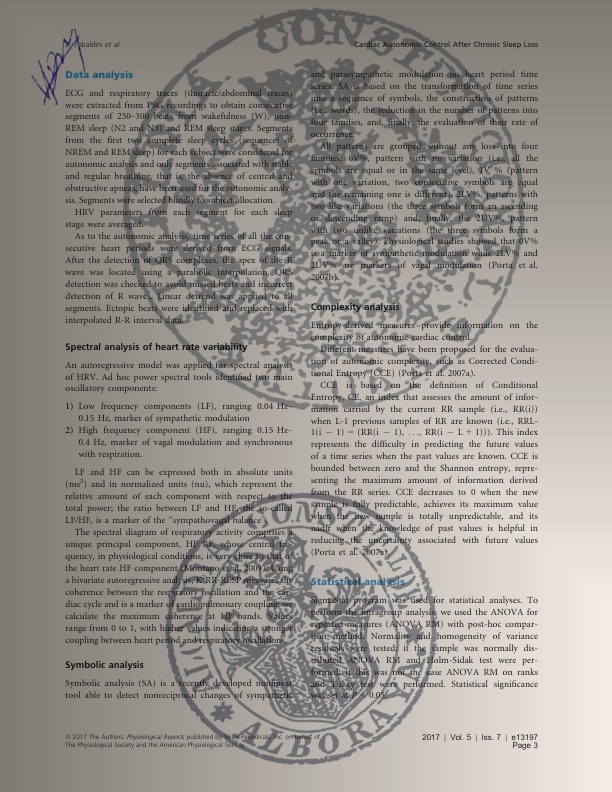 Tobaldini et al.
Cardiac Autonomic Control After Chronic Sleep Loss
Data analysis
ECG and respiratory traces (thoracic/abdominal traces)
were extracted from PSG recordings to obtain consecutive
segments of 250–300 beats from wakefulness (W), non-
REM sleep (N2 and N3) and REM sleep stages. Segments
from the first two complete sleep cycles (sequences of
NREM and REM sleep) for each subject were considered for
autonomic analysis and only segments associated with stable
and regular breathing, that is, the absence of central and
obstructive apneas, have been used for the autonomic analy-
sis. Segments were selected blindly to subject allocation.
HRV parameters from each segment for each sleep
stage were averaged.
As to the autonomic analysis, time series of all the con-
secutive heart periods were derived from ECG signals.
After the detection of QRS complexes, the apex of the R
wave was located using a parabolic interpolation. QRS
detection was checked to avoid missed beats and incorrect
detection of R waves. Linear detrend was applied to all
segments. Ectopic beats were identified and replaced with
interpolated R-R interval data.
Spectral analysis of heart rate variability
An autoregressive model was applied for spectral analysis
of HRV. Ad hoc power spectral tools identified two main
oscillatory components:
1) Low frequency components (LF), ranging 0.04 Hz–
0.15 Hz, marker of sympathetic modulation
2) High frequency component (HF), ranging 0.15 Hz–
0.4 Hz, marker of vagal modulation and synchronous
with respiration.
LF and HF can be expressed both in absolute units
(ms²) and in normalized units (nu), which represent the
relative amount of each component with respect to the
total power; the ratio between LF and HF, the so-called
LF/HF, is a marker of the "sympathovagal balance".
The spectral diagram of respiratory activity comprises a
unique principal component, HF RF, whose central fre-
quency, in physiological conditions, is very close to that of
the heart rate HF component (Montano et al. 2009). Using
a bivariate autoregressive analysis, K²RR-RESP measures the
coherence between the respiratory oscillation and the car-
diac cycle and is a marker of cardiopulmonary coupling; we
calculate the maximum coherence at HF bands. Values
range from 0 to 1, with higher values indicating a stronger
coupling between heart period and respiratory oscillations.
Symbolic analysis
Symbolic analysis (SA) is a recently developed nonlinear
tool able to detect nonreciprocal changes of sympathetic
and parasympathetic modulation on heart period time
series. SA is based on the transformation of time series
into a sequence of symbols, the construction of patterns
(i.e., words), the reduction in the number of patterns into
four families, and, finally, the evaluation of their rate of
occurrence.
All patterns are grouped without any loss into four
families: 0V%, pattern with no variation (i.e., all the
symbols are equal or in the same level), 1V % (pattern
with one variation, two consecutive symbols are equal
and the remaining one is different), 2LV%, patterns with
two like variations (the three symbols form an ascending
or descending ramp) and, finally, the 2UV%, pattern
with two unlike variations (the three symbols form a
peak or a valley). Physiological studies showed that 0V%
is a marker of sympathetic modulation while 2LV% and
2UV% are markers of vagal modulation (Porta et al.
2007b).
Complexity analysis
Entropy-derived measures provide information on the
complexity of autonomic cardiac control.
Different measures have been proposed for the evalua-
tion of autonomic complexity, such as Corrected Condi-
tional Entropy (CCE) (Porta et al. 2007a).
CCE is based on the definition of Conditional
Entropy, CE, an index that assesses the amount of infor-
mation carried by the current RR sample (i.e., RR(i))
when L-1 previous samples of RR are known (i.e., RRL-
1(i − 1) = (RR(i − 1), …, RR(i − L + 1))). This index
represents the difficulty in predicting the future values
of a time series when the past values are known. CCE is
bounded between zero and the Shannon entropy, repre-
senting the maximum amount of information derived
from the RR series. CCE decreases to 0 when the new
sample is fully predictable, achieves its maximum value
when the new sample is totally unpredictable, and its
nadir when the knowledge of past values is helpful in
reducing the uncertainty associated with future values
(Porta et al. 2007a).
Statistical analysis
SigmaStat program was used for statistical analyses. To
perform the intragroup analysis we used the ANOVA for
repeated measures (ANOVA RM) with post-hoc compar-
ison method. Normality and homogeneity of variance
residuals were tested; if the sample was normally dis-
tributed ANOVA RM and Holm-Sidak test were per-
formed; if this was not the case ANOVA RM on ranks
and Tukey test were performed. Statistical significance
was set at P < 0.05.
© 2017 The Authors. Physiological Reports published by Wiley Periodicals, Inc. on behalf of
The Physiological Society and the American Physiological Society
2017 | Vol. 5 | Iss. 7 | e13197
Page 3
ALBORAY